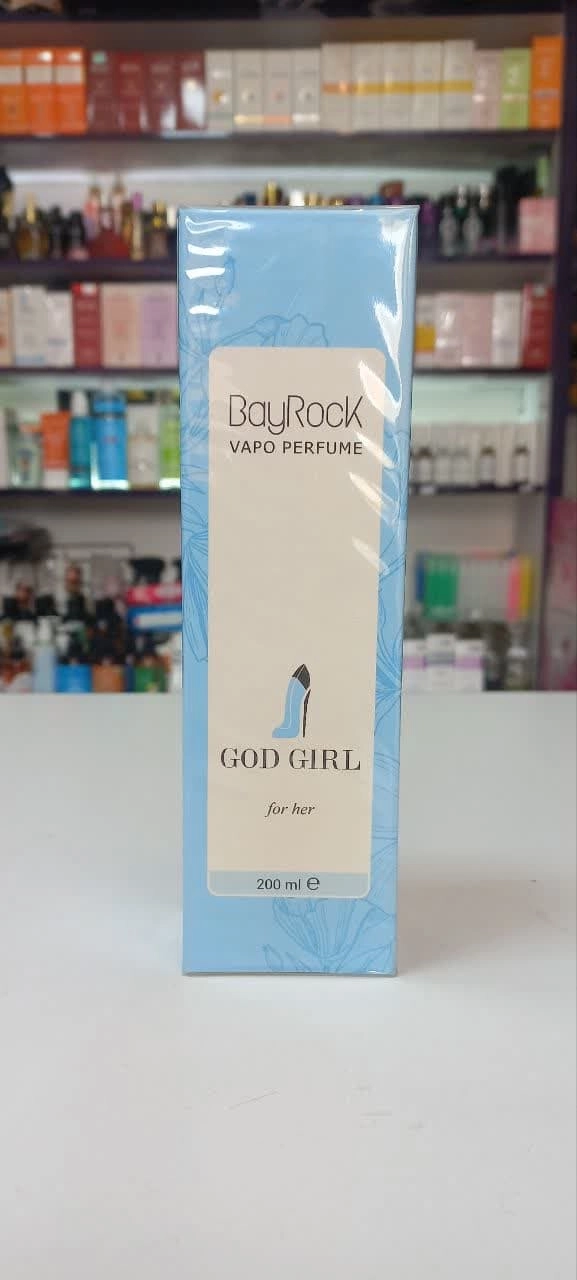 BayRocK
VAPO PERFUME
GOD GIRL
for her
200 ml ℮